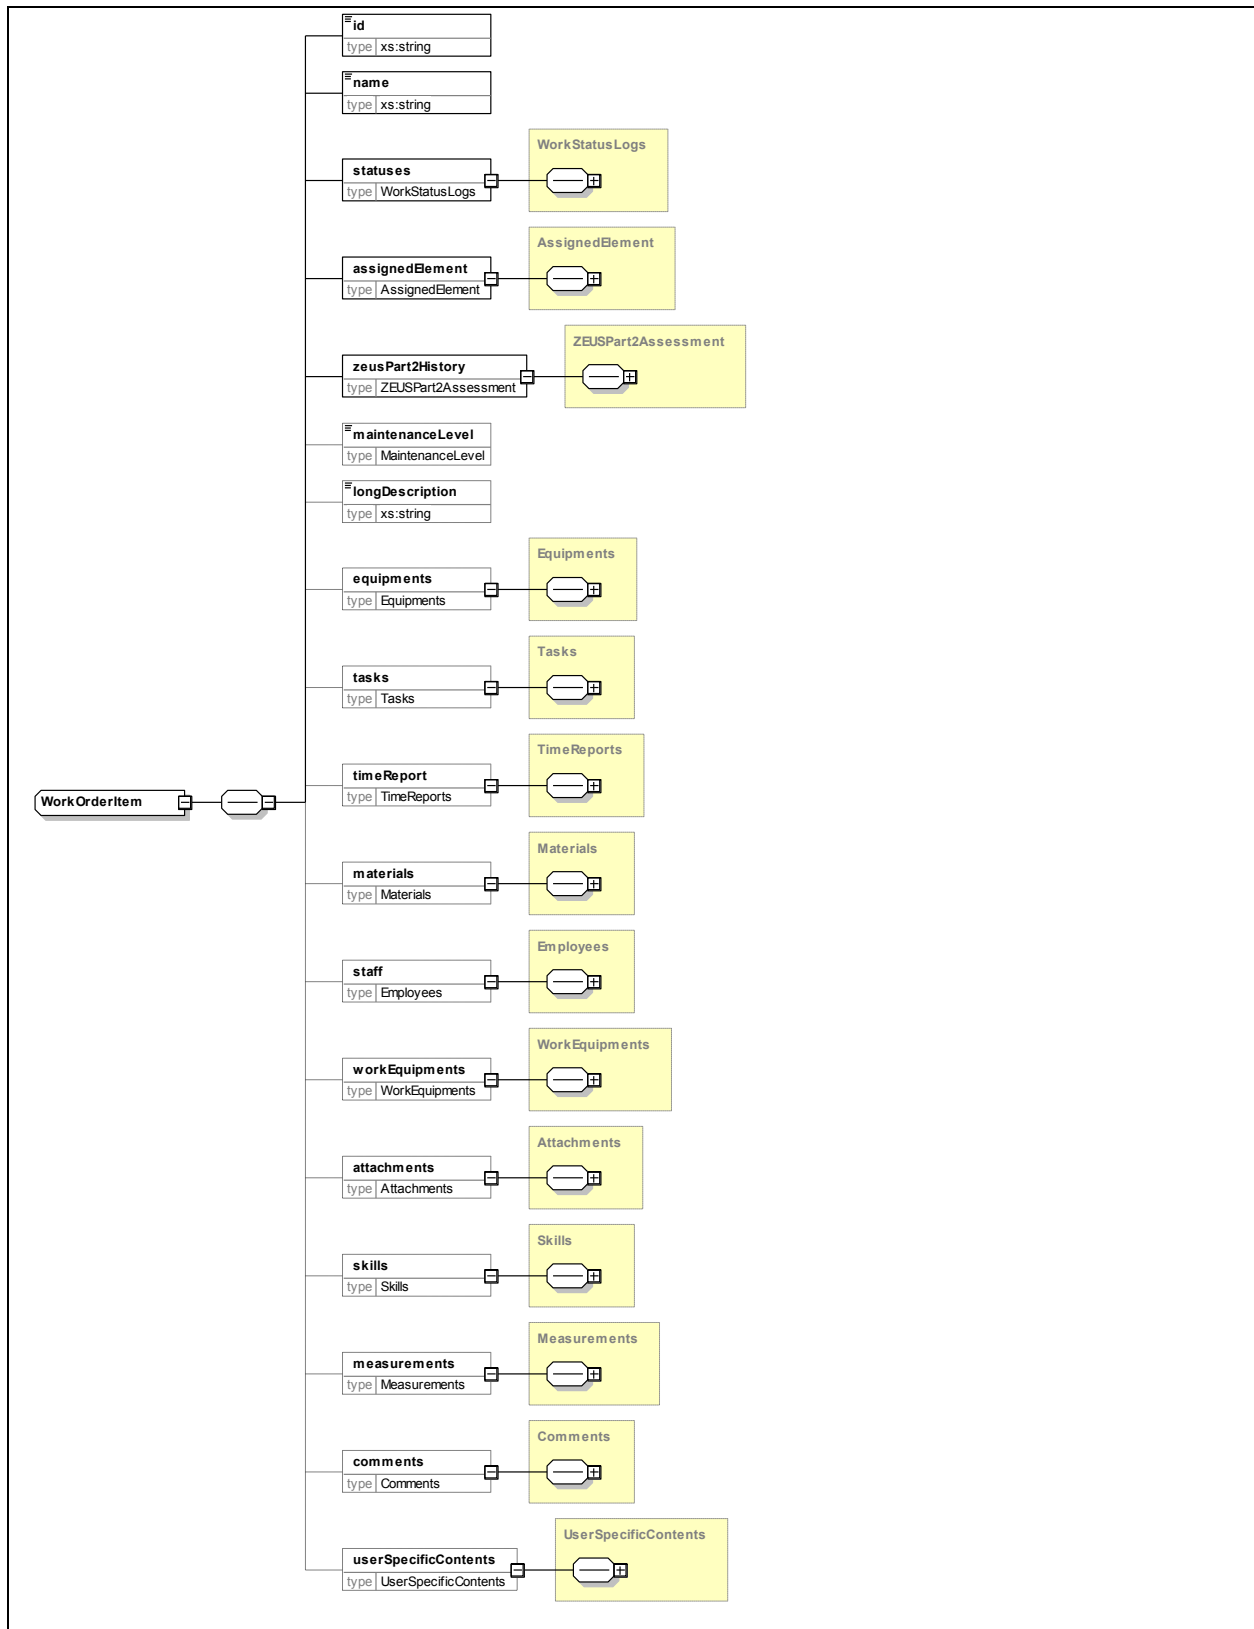 id
type xs:string
name
type xs:string
WorkStatusLogs
statuses
type WorkStatusLogs
AssignedElement
assignedElement
type AssignedElement
ZEUSPart2Assessment
zeusPart2History
type ZEUSPart2Assessment
maintenanceLevel
type MaintenanceLevel
longDescription
type xs:string
Equipments
equipments
type Equipments
Tasks
tasks
type Tasks
TimeReports
timeReport
type TimeReports
WorkOrderItem
Materials
materials
type Materials
Employees
staff
type Employees
WorkEquipments
workEquipments
type WorkEquipments
Attachments
attachments
type Attachments
Skills
skills
type Skills
Measurements
measurements
type Measurements
Comments
comments
type Comments
UserSpecificContents
userSpecificContents
type UserSpecificContents